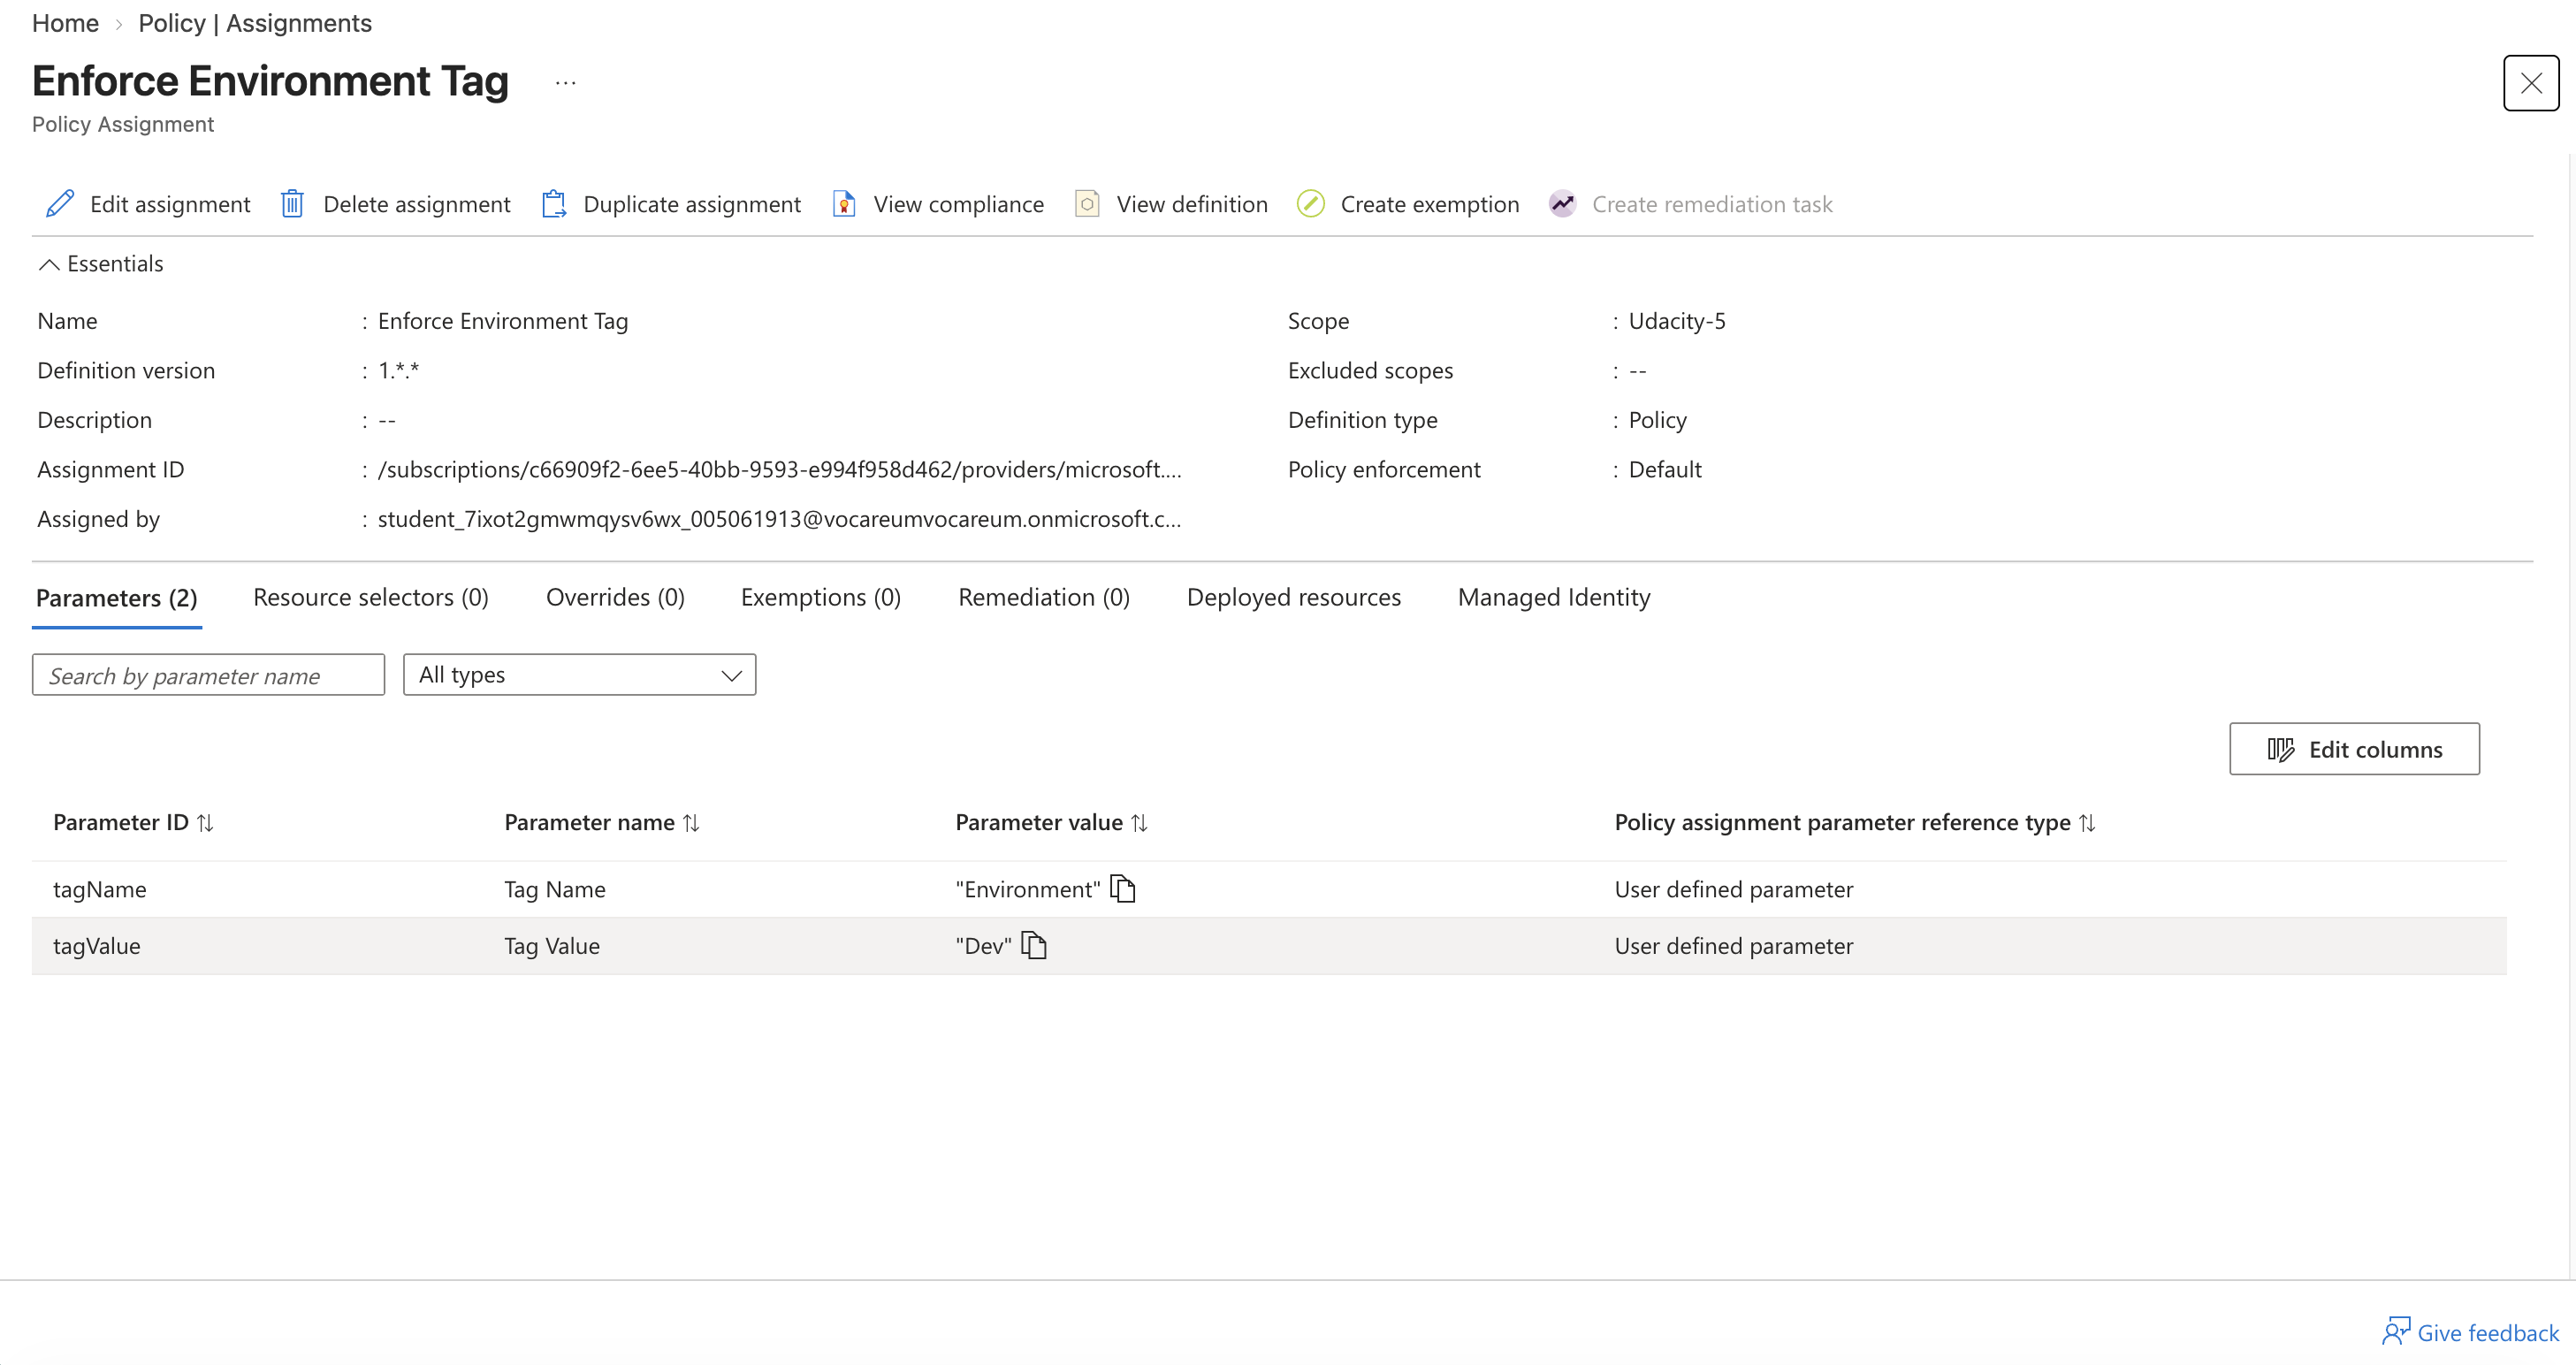 Home > Policy | Assignments
Enforce Environment Tag ...
Policy Assignment
Edit assignment Delete assignment Duplicate assignment View compliance View definition Create exemption Create remediation task
Essentials
Name : Enforce Environment Tag Scope : Udacity-5
Definition version : 1.*.* Excluded scopes : --
Description : -- Definition type : Policy
Assignment ID : /subscriptions/c66909f2-6ee5-40bb-9593-e994f958d462/providers/microsoft.... Policy enforcement : Default
Assigned by : student_7ixot2gmwmqysv6wx_005061913@vocareumvocareum.onmicrosoft.c...
Parameters (2) Resource selectors (0) Overrides (0) Exemptions (0) Remediation (0) Deployed resources Managed Identity
Search by parameter name All types
Edit columns
Parameter ID Parameter name Parameter value Policy assignment parameter reference type
tagName Tag Name "Environment" User defined parameter
tagValue Tag Value "Dev" User defined parameter
Give feedback